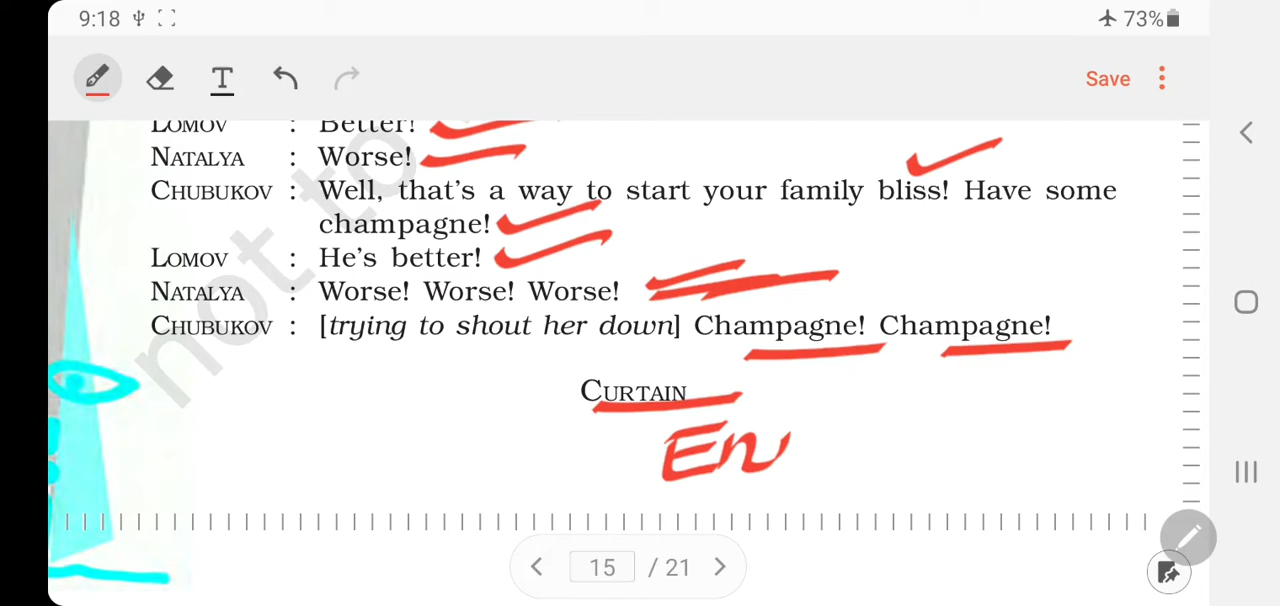 9:18 73%
T Save
LOMOV : Better!
NATALYA : Worse!
CHUBUKOV : Well, that's a way to start your family bliss! Have some
champagne!
LOMOV : He's better!
NATALYA : Worse! Worse! Worse!
CHUBUKOV : [trying to shout her down] Champagne! Champagne!
not to
CURTAIN
En
15 / 21